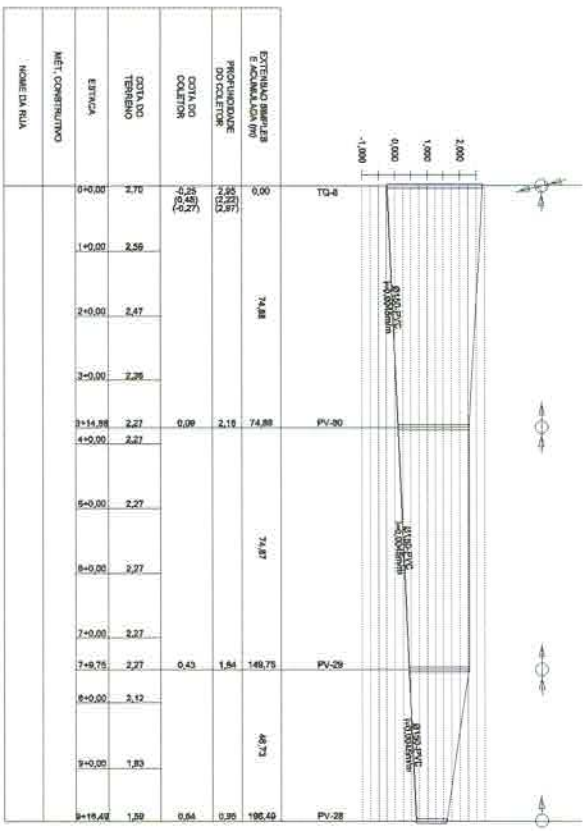 2,000
1,000
0,000
-1,000
Ø150-PVC
Ø150-PVC
Ø150-PVC
TQ-8
PV-29
PV-28
EXTENSÃO SIMPLES
E ACUMULADA (m)
0,00
74,88
74,88
74,87
149,75
46,73
196,49
PROFUNDIDADE
DO COLETOR
2,95
(2,22)
(2,97)
2,18
1,84
0,95
COTA DO
COLETOR
-0,25
(0,48)
(-0,27)
0,09
0,43
0,64
COTA DO
TERRENO
2,70
2,56
2,47
2,27
2,27
2,27
2,27
2,27
2,27
2,12
1,83
1,59
ESTACA
0+0,00
1+0,00
2+0,00
3+0,00
3+14,88
4+0,00
5+0,00
6+0,00
7+0,00
7+9,75
8+0,00
9+0,00
9+16,49
MÉT. CONSTRUTIVO
NOME DA RUA